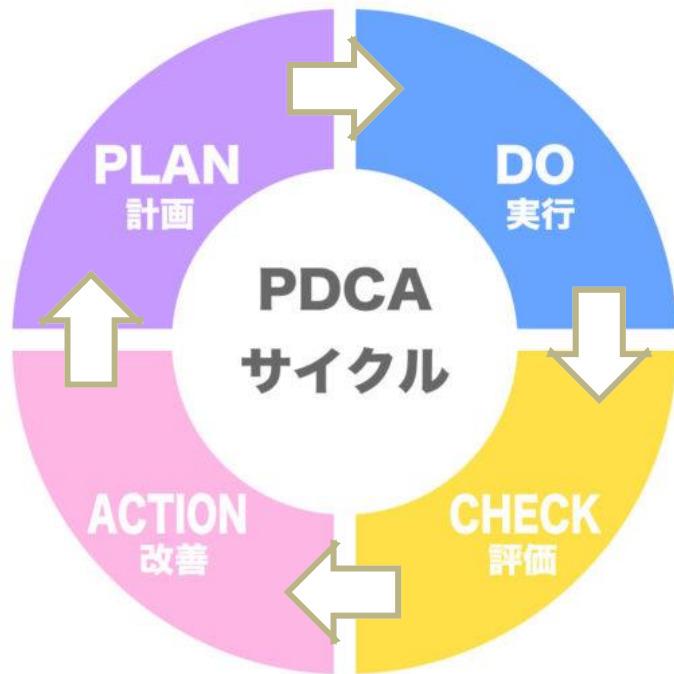 PLAN
計画
DO
実行
PDCA
サイクル
ACTION
改善
CHECK
評価